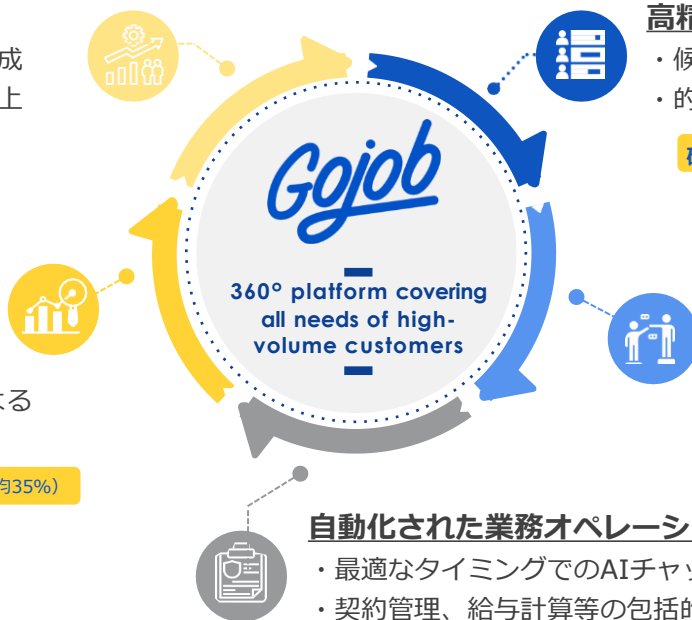 成
上
高精
・候
・的
Gojob
360° platform covering
all needs of high-
volume customers
よる
均35%）
自動化された業務オペレーシ
・最適なタイミングでのAIチャッ
・契約管理、給与計算等の包括的